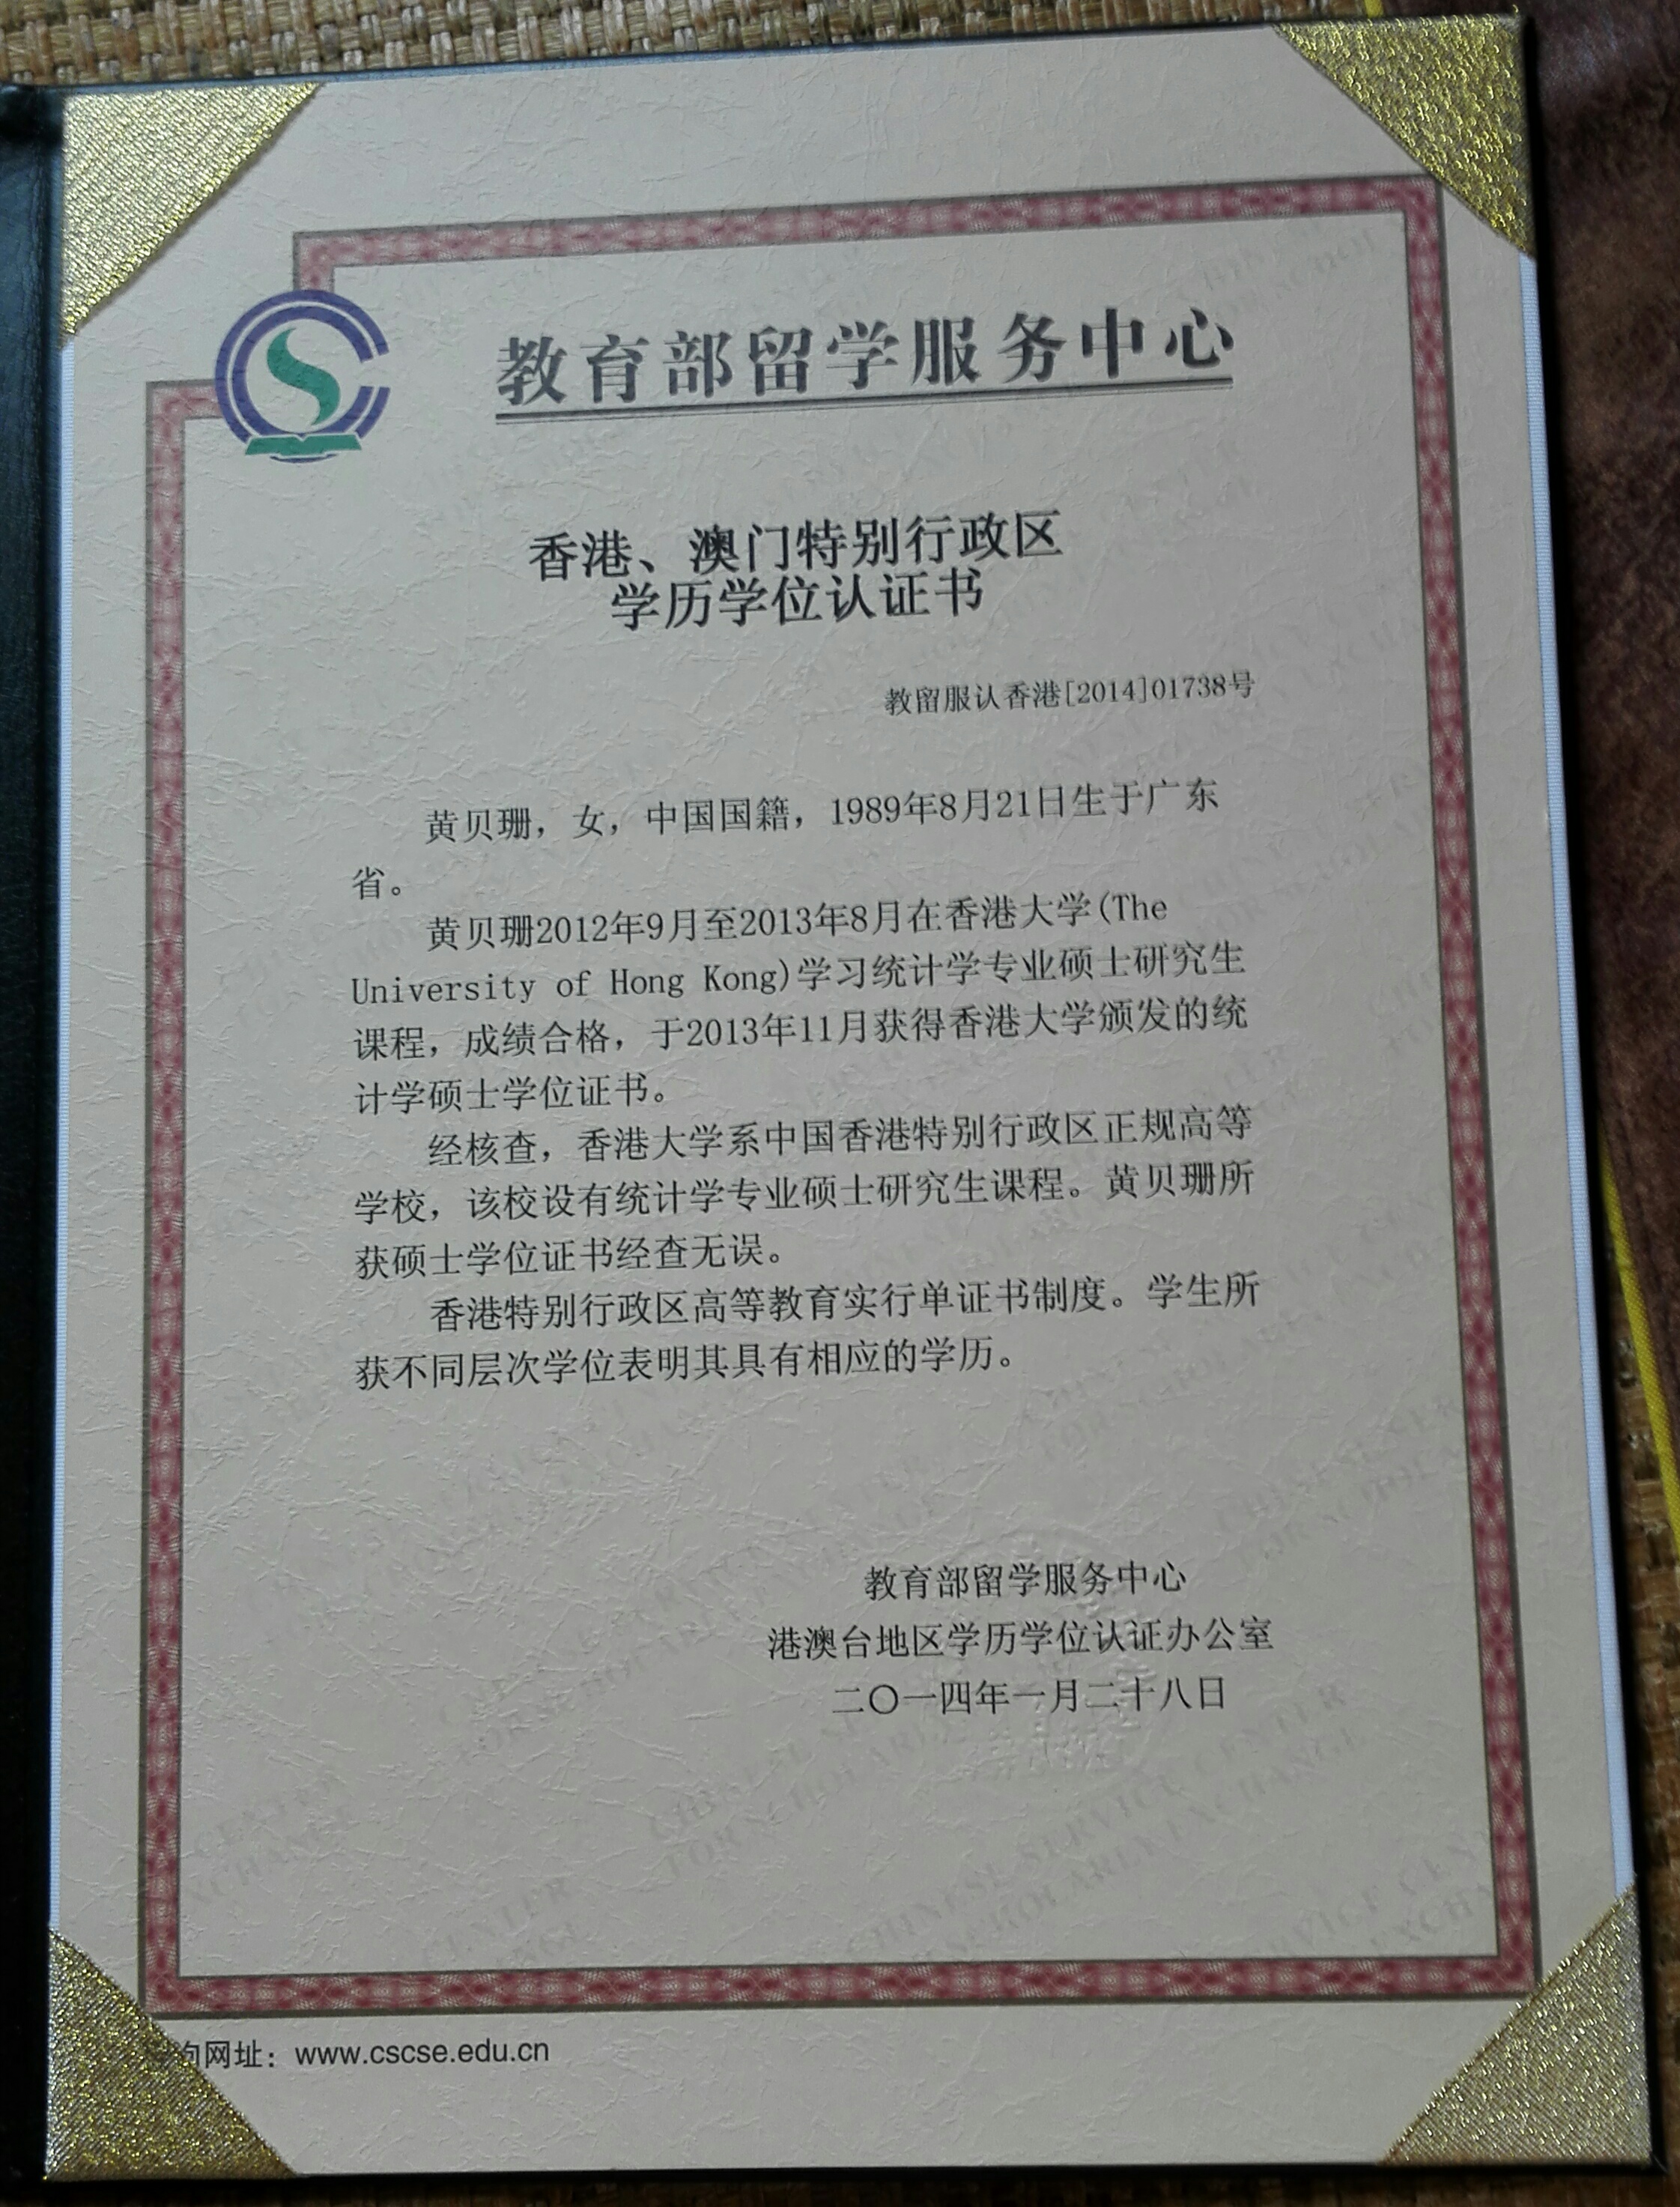 教育部留学服务中心
香港、澳门特别行政区
学历学位认证书
教留服认香港[2014]01738号
黄贝珊，女，中国国籍，1989年8月21日生于广东
省。
黄贝珊2012年9月至2013年8月在香港大学(The
University of Hong Kong)学习统计学专业硕士研究生
课程，成绩合格，于2013年11月获得香港大学颁发的统
计学硕士学位证书。
经核查，香港大学系中国香港特别行政区正规高等
学校，该校设有统计学专业硕士研究生课程。黄贝珊所
获硕士学位证书经查无误。
香港特别行政区高等教育实行单证书制度。学生所
获不同层次学位表明其具有相应的学历。
教育部留学服务中心
港澳台地区学历学位认证办公室
二〇一四年一月二十八日
询网址：www.cscse.edu.cn